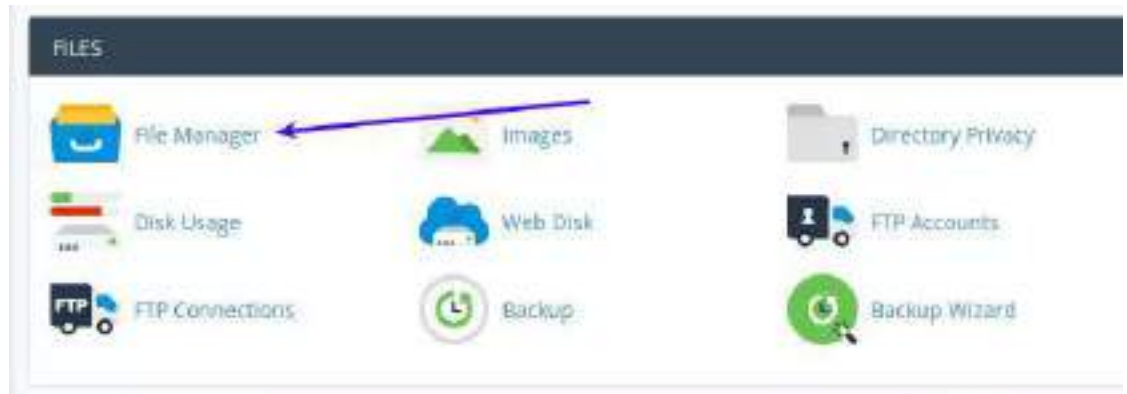 FILES
File Manager
Images
Directory Privacy
Disk Usage
Web Disk
FTP Accounts
FTP
FTP Connections
Backup
Backup Wizard